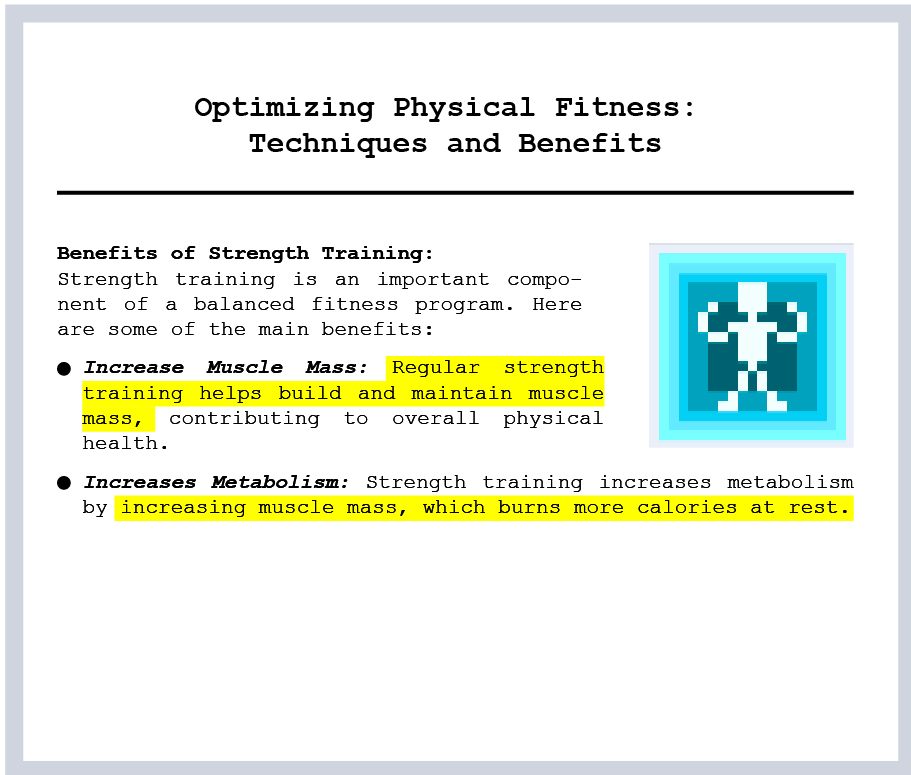 Optimizing Physical Fitness:
Techniques and Benefits
Benefits of Strength Training:
Strength training is an important compo-
nent of a balanced fitness program. Here
are some of the main benefits:
● Increase Muscle Mass: Regular strength
training helps build and maintain muscle
mass, contributing to overall physical
health.
● Increases Metabolism: Strength training increases metabolism
by increasing muscle mass, which burns more calories at rest.